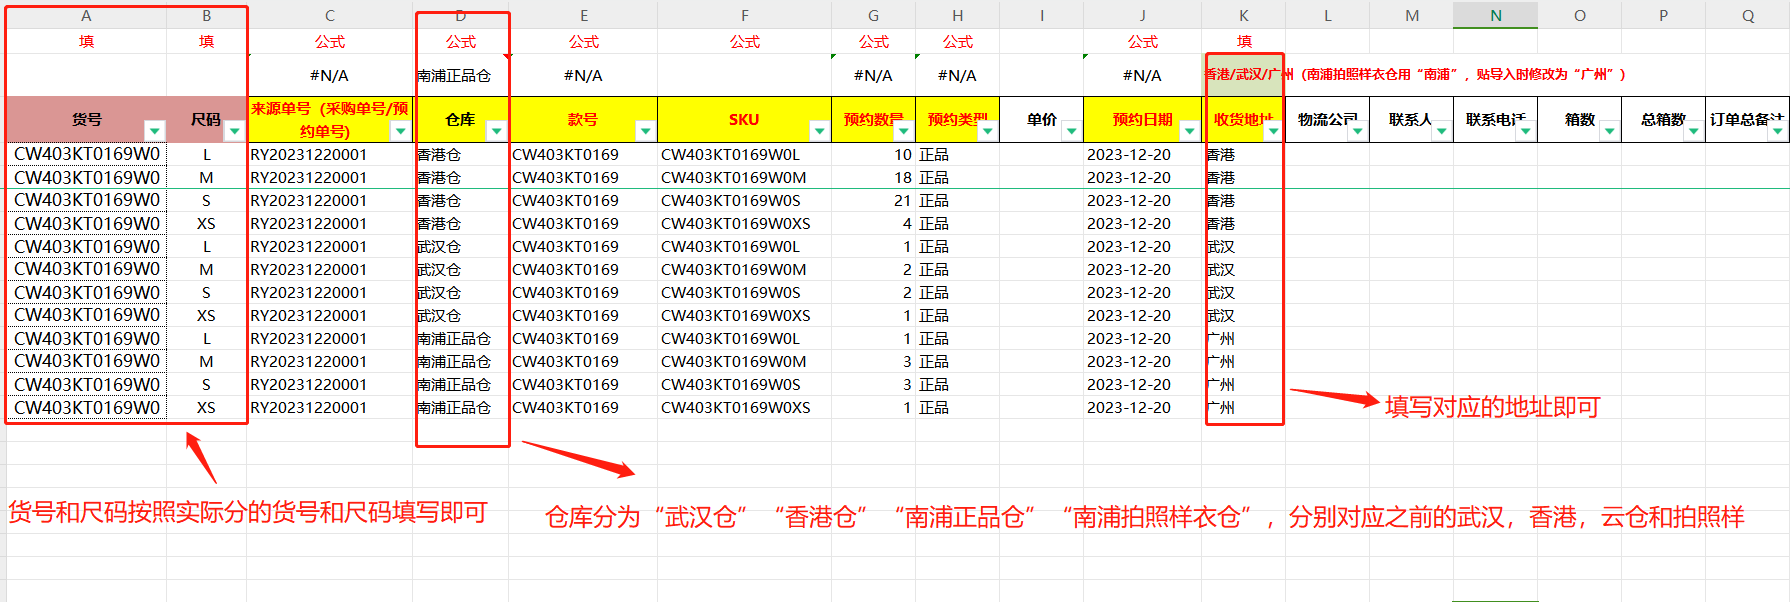 A B C D E F G H I J K L M N O P Q
填 填 公式 公式 公式 公式 公式 公式 公式 填
#N/A 南浦正品仓 #N/A #N/A #N/A #N/A 香港/武汉/广州（南浦拍照样衣仓用“南浦”，贴导入时修改为“广州”）
货号 尺码 来源单号（采购单号/预约单号） 仓库 款号 SKU 预约数量 预约类型 单价 预约日期 收货地址 物流公司 联系人 联系电话 箱数 总箱数 订单总备注
CW403KT0169W0 L RY20231220001 香港仓 CW403KT0169 CW403KT0169W0L 10 正品 2023-12-20 香港
CW403KT0169W0 M RY20231220001 香港仓 CW403KT0169 CW403KT0169W0M 18 正品 2023-12-20 香港
CW403KT0169W0 S RY20231220001 香港仓 CW403KT0169 CW403KT0169W0S 21 正品 2023-12-20 香港
CW403KT0169W0 XS RY20231220001 香港仓 CW403KT0169 CW403KT0169W0XS 4 正品 2023-12-20 香港
CW403KT0169W0 L RY20231220001 武汉仓 CW403KT0169 CW403KT0169W0L 1 正品 2023-12-20 武汉
CW403KT0169W0 M RY20231220001 武汉仓 CW403KT0169 CW403KT0169W0M 2 正品 2023-12-20 武汉
CW403KT0169W0 S RY20231220001 武汉仓 CW403KT0169 CW403KT0169W0S 2 正品 2023-12-20 武汉
CW403KT0169W0 XS RY20231220001 武汉仓 CW403KT0169 CW403KT0169W0XS 1 正品 2023-12-20 武汉
CW403KT0169W0 L RY20231220001 南浦正品仓 CW403KT0169 CW403KT0169W0L 1 正品 2023-12-20 广州
CW403KT0169W0 M RY20231220001 南浦正品仓 CW403KT0169 CW403KT0169W0M 3 正品 2023-12-20 广州
CW403KT0169W0 S RY20231220001 南浦正品仓 CW403KT0169 CW403KT0169W0S 3 正品 2023-12-20 广州
CW403KT0169W0 XS RY20231220001 南浦正品仓 CW403KT0169 CW403KT0169W0XS 1 正品 2023-12-20 广州
填写对应的地址即可
货号和尺码按照实际分的货号和尺码填写即可
仓库分为“武汉仓”“香港仓”“南浦正品仓”“南浦拍照样衣仓”，分别对应之前的武汉，香港，云仓和拍照样